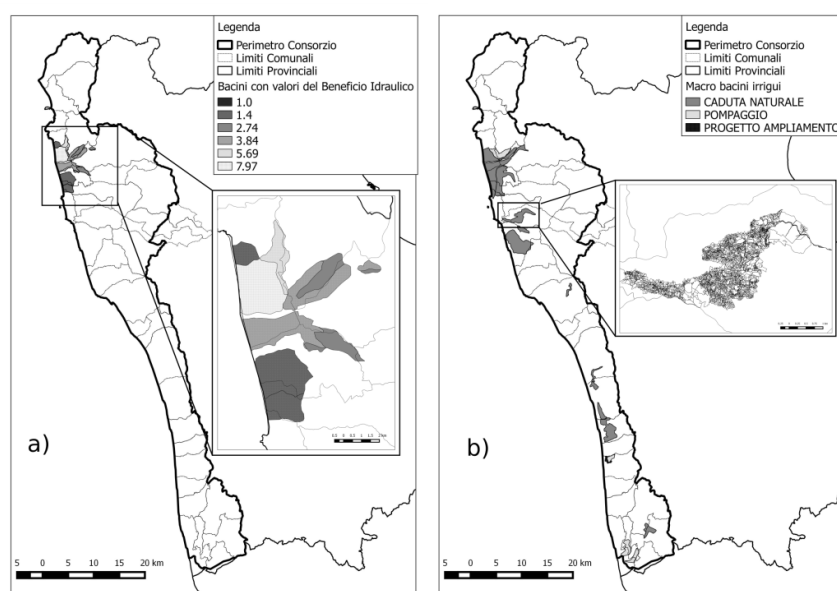 Legenda
Perimetro Consorzio
Limiti Comunali
Limiti Provinciali
Bacini con valori del Beneficio Idraulico
1.0
1.4
2.74
3.84
5.69
7.97
a)
5 0 5 10 15 20 km
Legenda
Perimetro Consorzio
Limiti Comunali
Limiti Provinciali
Macro bacini irrigui
CADUTA NATURALE
POMPAGGIO
PROGETTO AMPLIAMENTO
b)
5 0 5 10 15 20 km